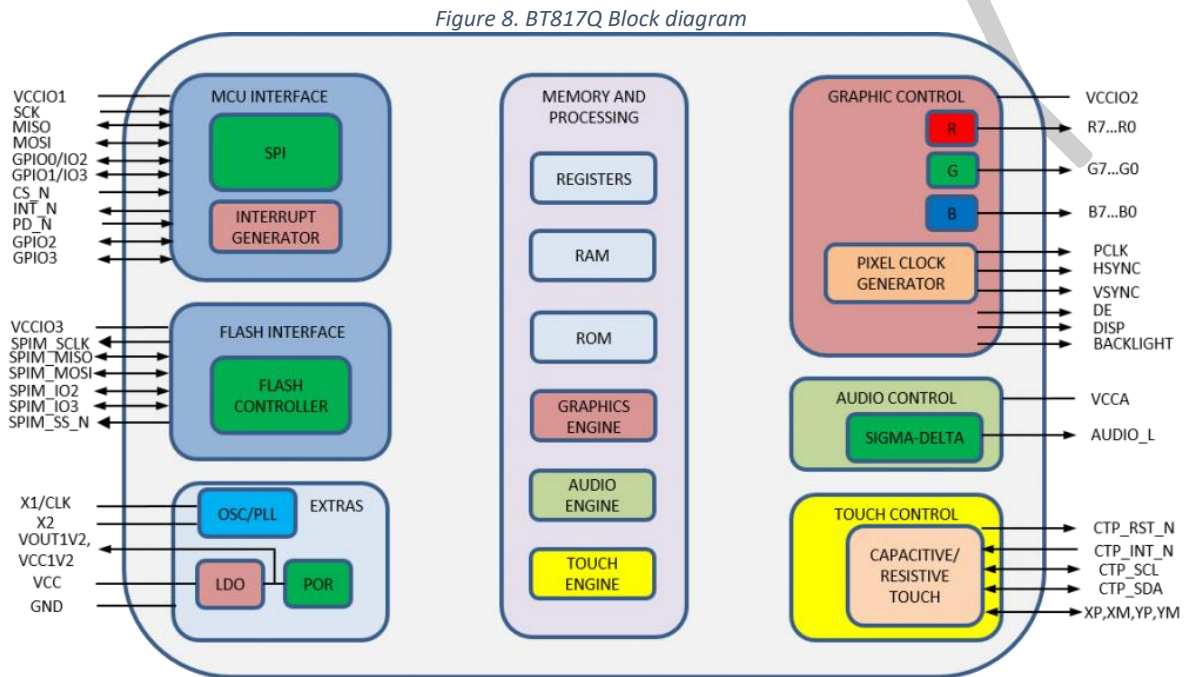 Figure 8. BT817Q Block diagram
VCCIO1
SCK
MISO
MOSI
GPIO0/IO2
GPIO1/IO3
CS_N
INT_N
PD_N
GPIO2
GPIO3
MCU INTERFACE
SPI
INTERRUPT
GENERATOR
VCCIO3
SPIM_SCLK
SPIM_MISO
SPIM_MOSI
SPIM_IO2
SPIM_IO3
SPIM_SS_N
FLASH INTERFACE
FLASH
CONTROLLER
X1/CLK
X2
VOUT1V2,
VCC1V2
VCC
GND
OSC/PLL
EXTRAS
LDO
POR
MEMORY AND
PROCESSING
REGISTERS
RAM
ROM
GRAPHICS
ENGINE
AUDIO
ENGINE
TOUCH
ENGINE
GRAPHIC CONTROL
R
G
B
PIXEL CLOCK
GENERATOR
VCCIO2
R7...R0
G7...G0
B7...B0
PCLK
HSYNC
VSYNC
DE
DISP
BACKLIGHT
AUDIO CONTROL
SIGMA-DELTA
VCCA
AUDIO_L
TOUCH CONTROL
CAPACITIVE/
RESISTIVE
TOUCH
CTP_RST_N
CTP_INT_N
CTP_SCL
CTP_SDA
XP,XM,YP,YM